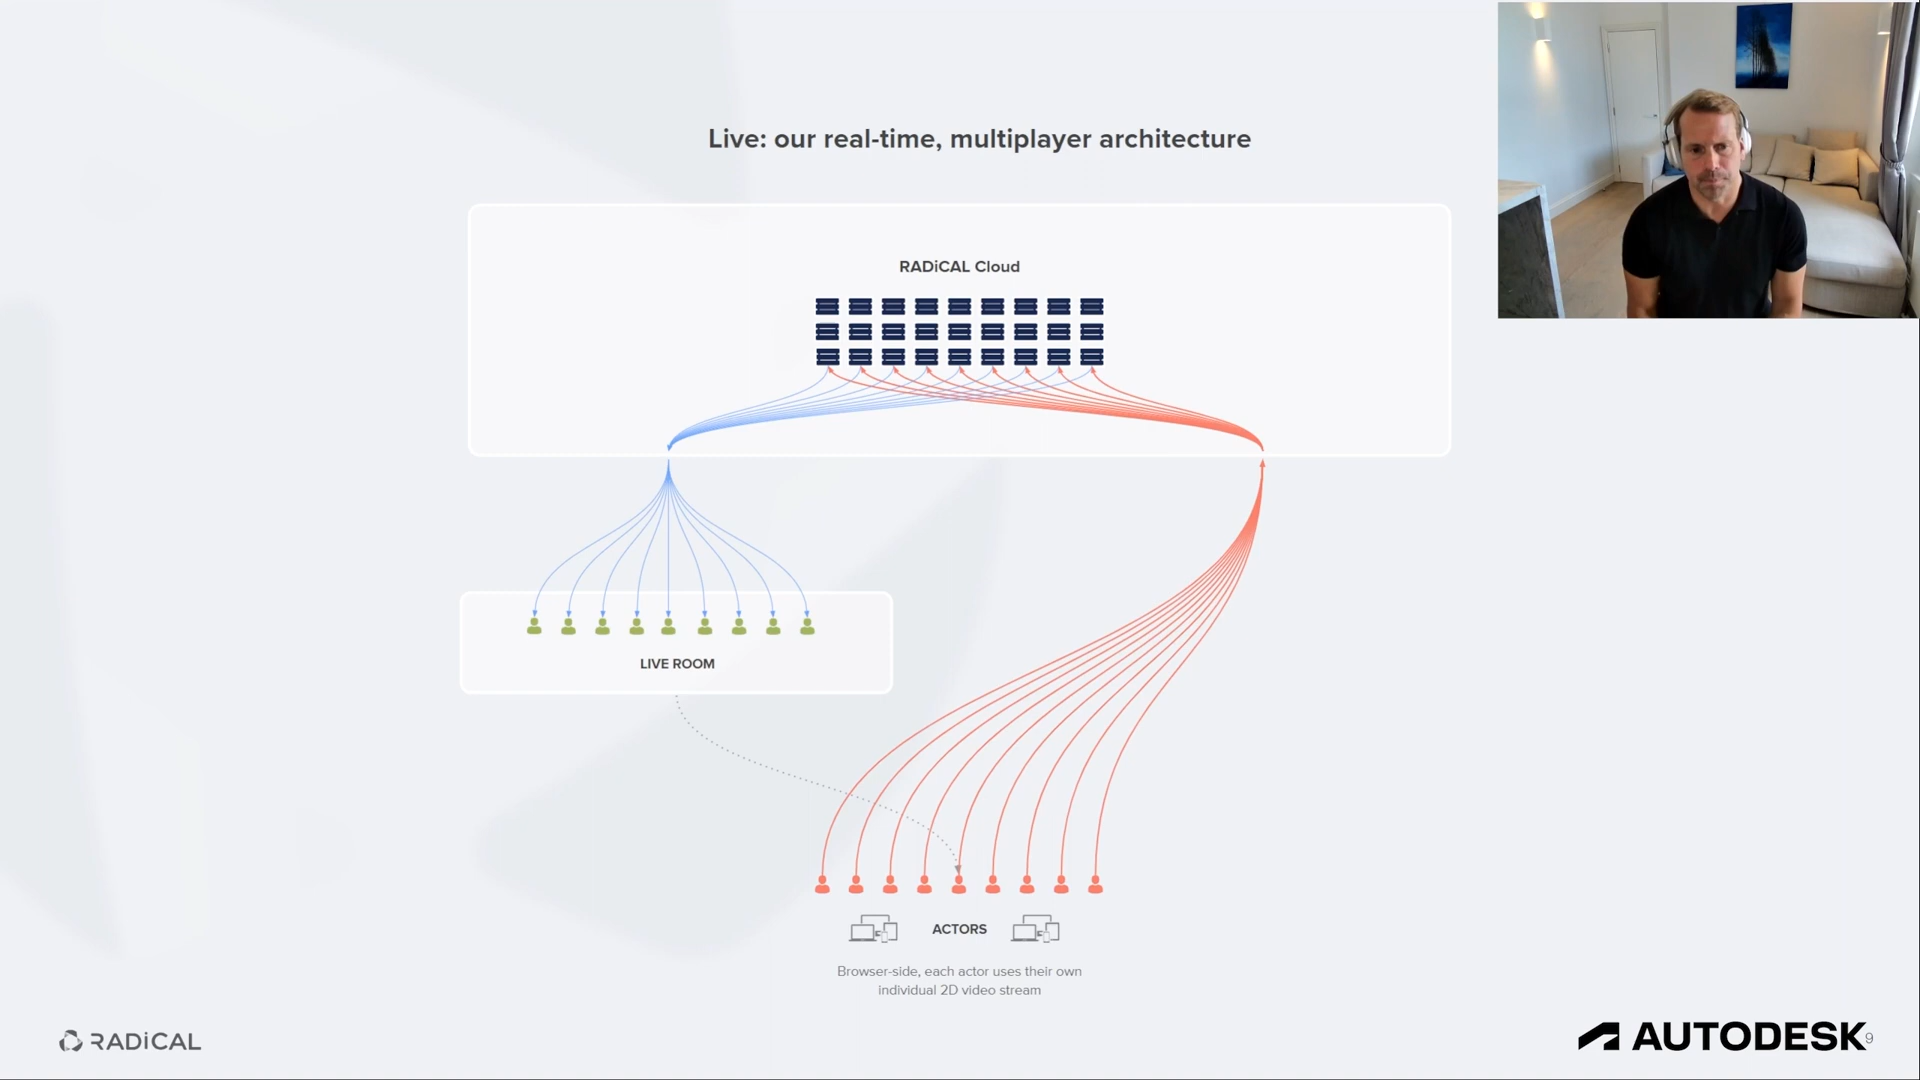 Live: our real-time, multiplayer architecture
RADiCAL Cloud
LIVE ROOM
ACTORS
Browser-side, each actor uses their own
individual 2D video stream
RADiCAL
AUTODESK
9